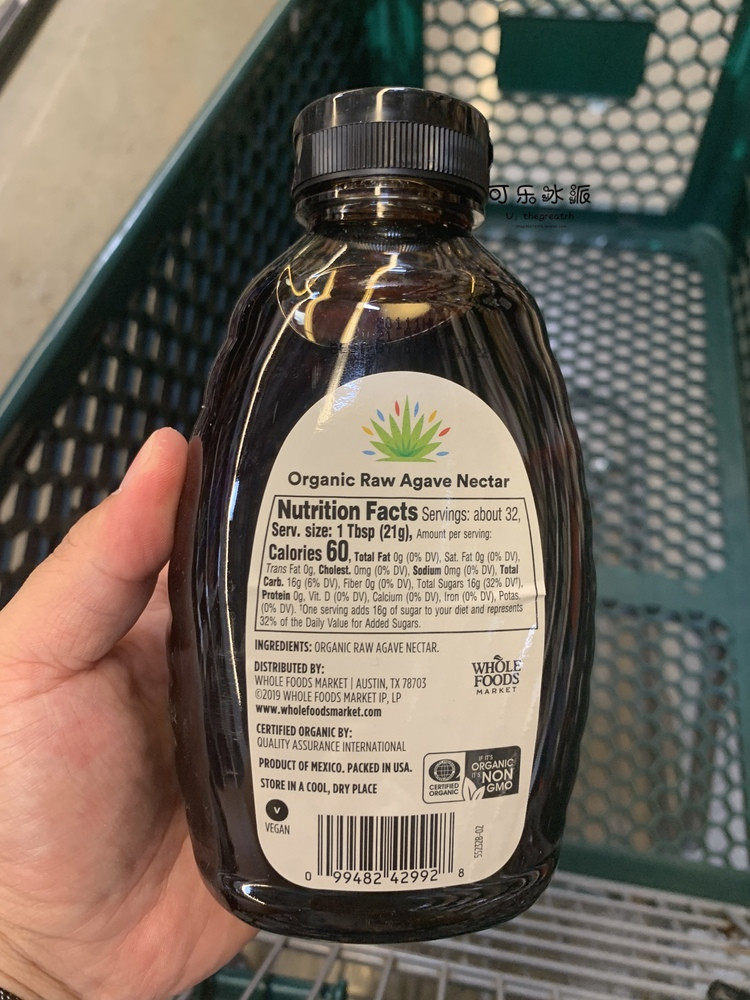 可乐冰派
U. thegreatrh
Organic Raw Agave Nectar
Nutrition Facts Servings: about 32,
Serv. size: 1 Tbsp (21g), Amount per serving:
Calories 60, Total Fat 0g (0% DV), Sat. Fat 0g (0% DV),
Trans Fat 0g, Cholest. 0mg (0% DV), Sodium 0mg (0% DV), Total
Carb. 16g (6% DV), Fiber 0g (0% DV), Total Sugars 16g (32% DV¹),
Protein 0g, Vit. D (0% DV), Calcium (0% DV), Iron (0% DV), Potas.
(0% DV). ¹One serving adds 16g of sugar to your diet and represents
32% of the Daily Value for Added Sugars.
INGREDIENTS: ORGANIC RAW AGAVE NECTAR.
DISTRIBUTED BY:
WHOLE FOODS MARKET | AUSTIN, TX 78703
©2019 WHOLE FOODS MARKET IP, LP
www.wholefoodsmarket.com
WHOLE
FOODS
MARKET
CERTIFIED ORGANIC BY:
QUALITY ASSURANCE INTERNATIONAL
PRODUCT OF MEXICO. PACKED IN USA.
STORE IN A COOL, DRY PLACE
CERTIFIED
ORGANIC
IF IT'S
ORGANIC
IT'S NON
GMO
V
VEGAN
55232B-02
0 99482 42992 8